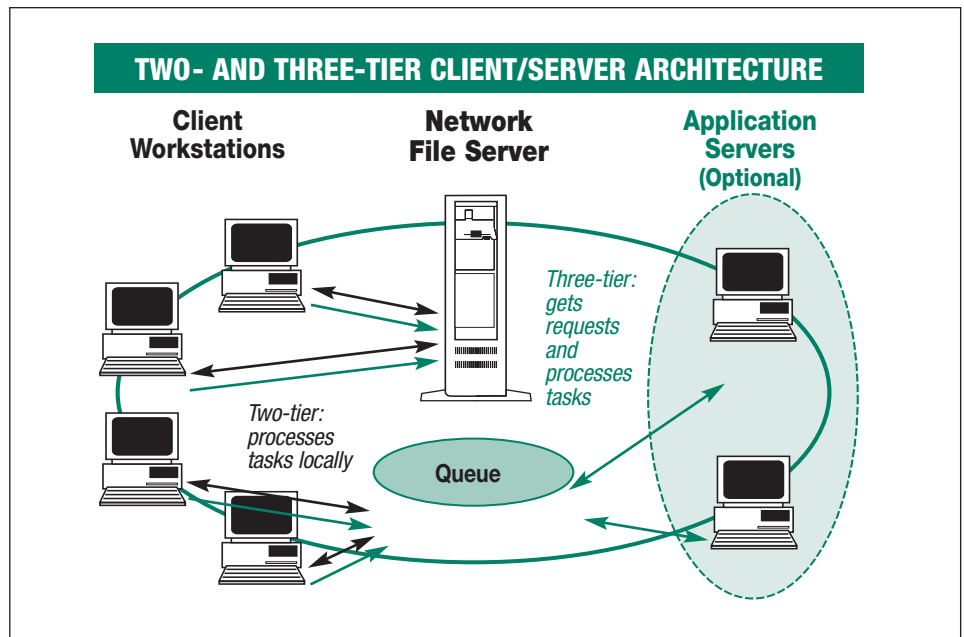 TWO- AND THREE-TIER CLIENT/SERVER ARCHITECTURE
Client
Workstations
Network
File Server
Application
Servers
(Optional)
Three-tier:
gets
requests
and
processes
tasks
Two-tier:
processes
tasks locally
Queue